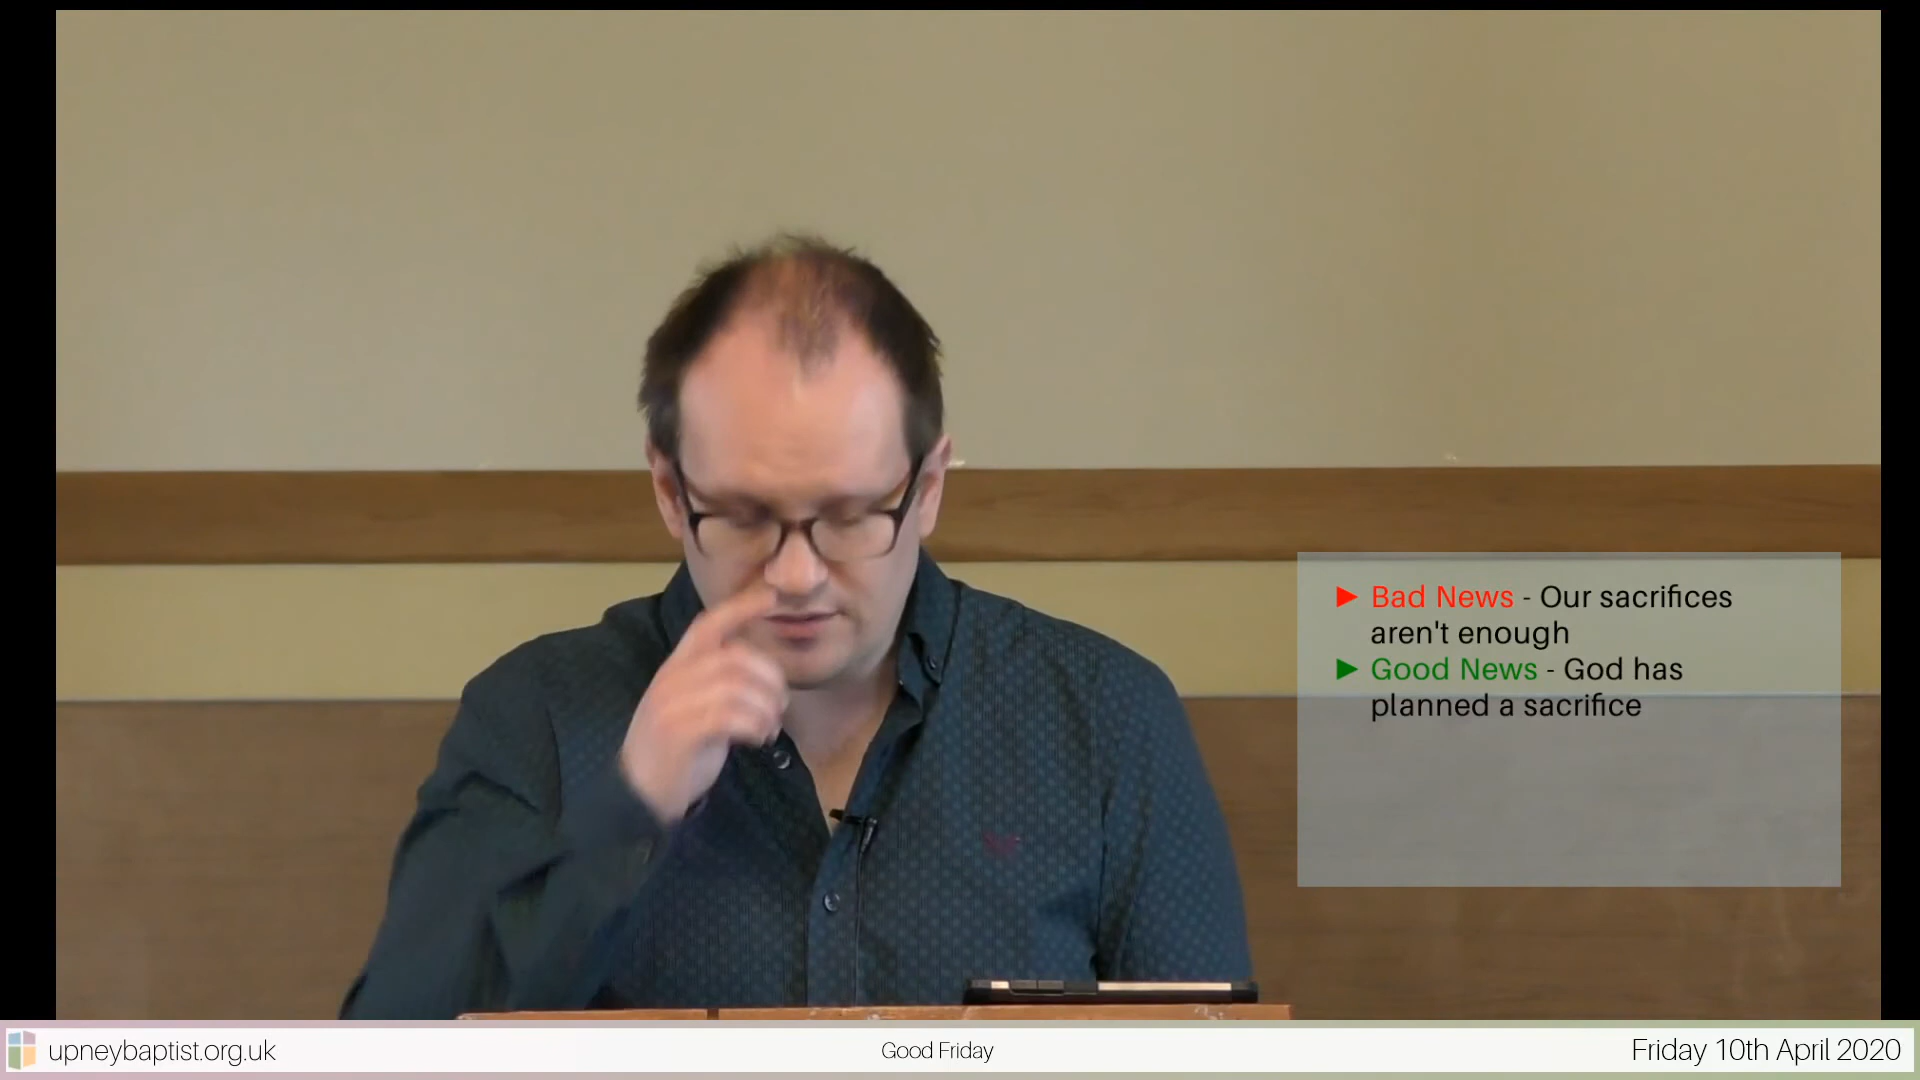 ► Bad News - Our sacrifices
aren't enough
► Good News - God has
planned a sacrifice
upneybaptist.org.uk
Good Friday
Friday 10th April 2020